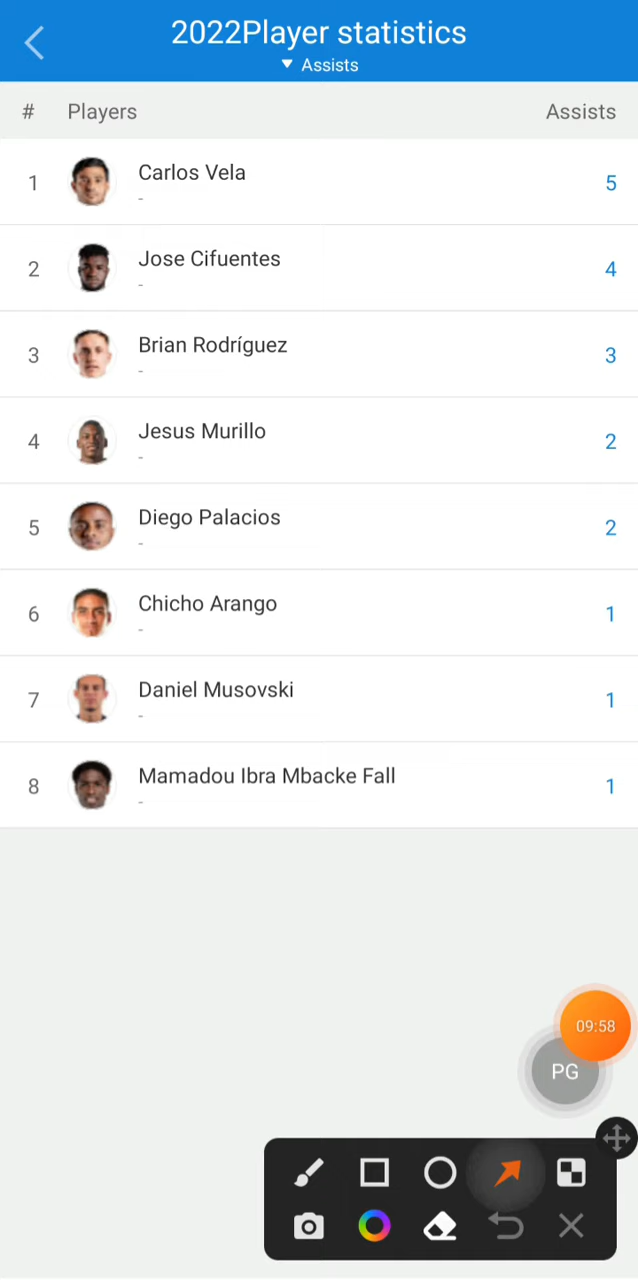 2022Player statistics
▼ Assists
# Players Assists
1 Carlos Vela 5
-
2 Jose Cifuentes 4
-
3 Brian Rodríguez 3
-
4 Jesus Murillo 2
-
5 Diego Palacios 2
-
6 Chicho Arango 1
-
7 Daniel Musovski 1
-
8 Mamadou Ibra Mbacke Fall 1
-
09:58
PG